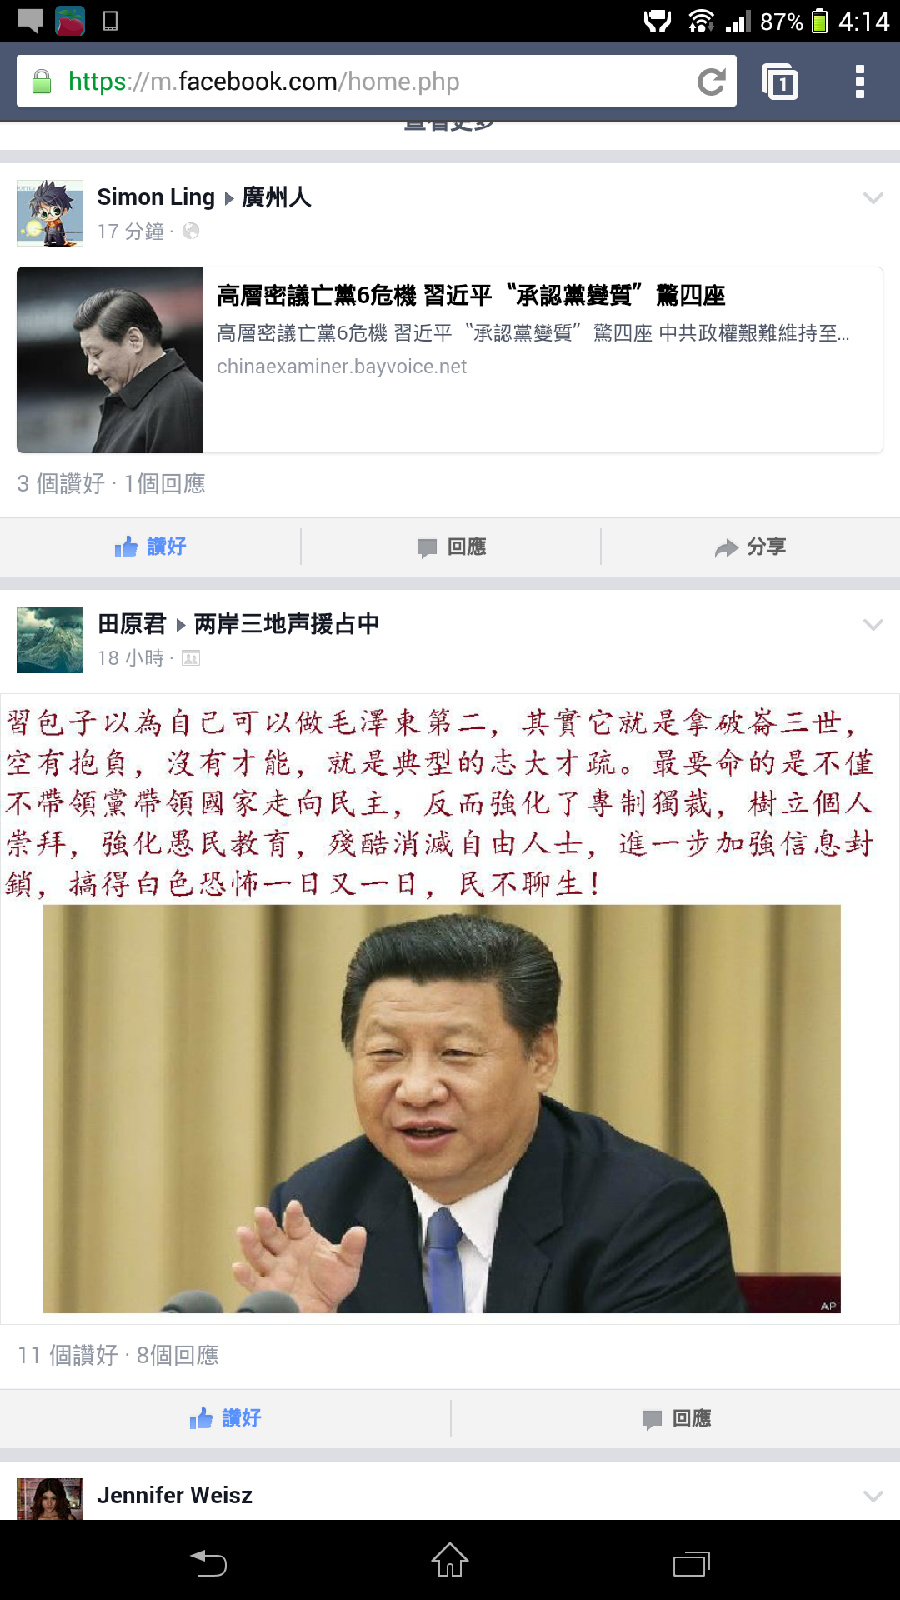 87% 4:14
https://m.facebook.com/home.php
1
查看更多
Simon Ling ▸ 廣州人
17 分鐘 ·
高層密議亡黨6危機 習近平〝承認黨變質〞驚四座
高層密議亡黨6危機 習近平〝承認黨變質〞驚四座 中共政權艱難維持至...
chinaexaminer.bayvoice.net
3 個讚好 · 1個回應
讚好 回應 分享
田原君 ▸ 两岸三地声援占中
18 小時 ·
習包子以為自己可以做毛澤東第二，其實它就是拿破崙三世，
空有抱負，沒有才能，就是典型的志大才疏。最要命的是不僅
不帶領黨帶領國家走向民主，反而強化了專制獨裁，樹立個人
崇拜，強化愚民教育，殘酷消滅自由人士，進一步加強信息封
鎖，搞得白色恐怖一日又一日，民不聊生！
AP
11 個讚好 · 8個回應
讚好 回應
Jennifer Weisz